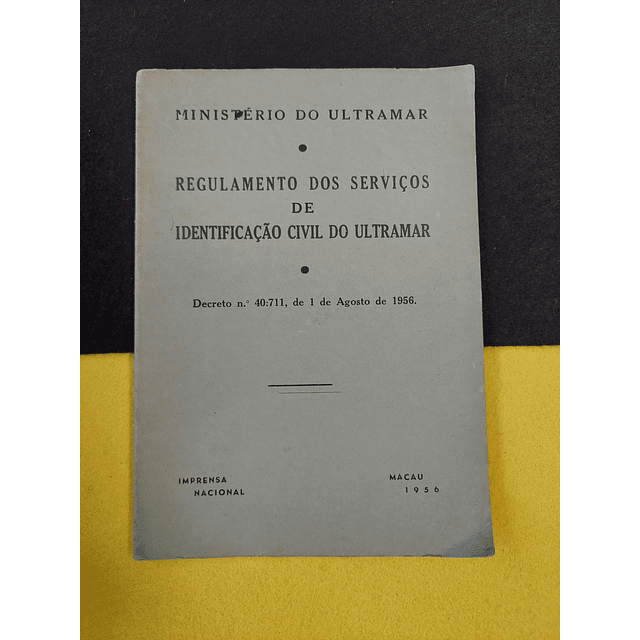 MINISTÉRIO DO ULTRAMAR
REGULAMENTO DOS SERVIÇOS
DE
IDENTIFICAÇÃO CIVIL DO ULTRAMAR
Decreto n.º 40:711, de 1 de Agosto de 1956.
IMPRENSA
NACIONAL
MACAU
1956